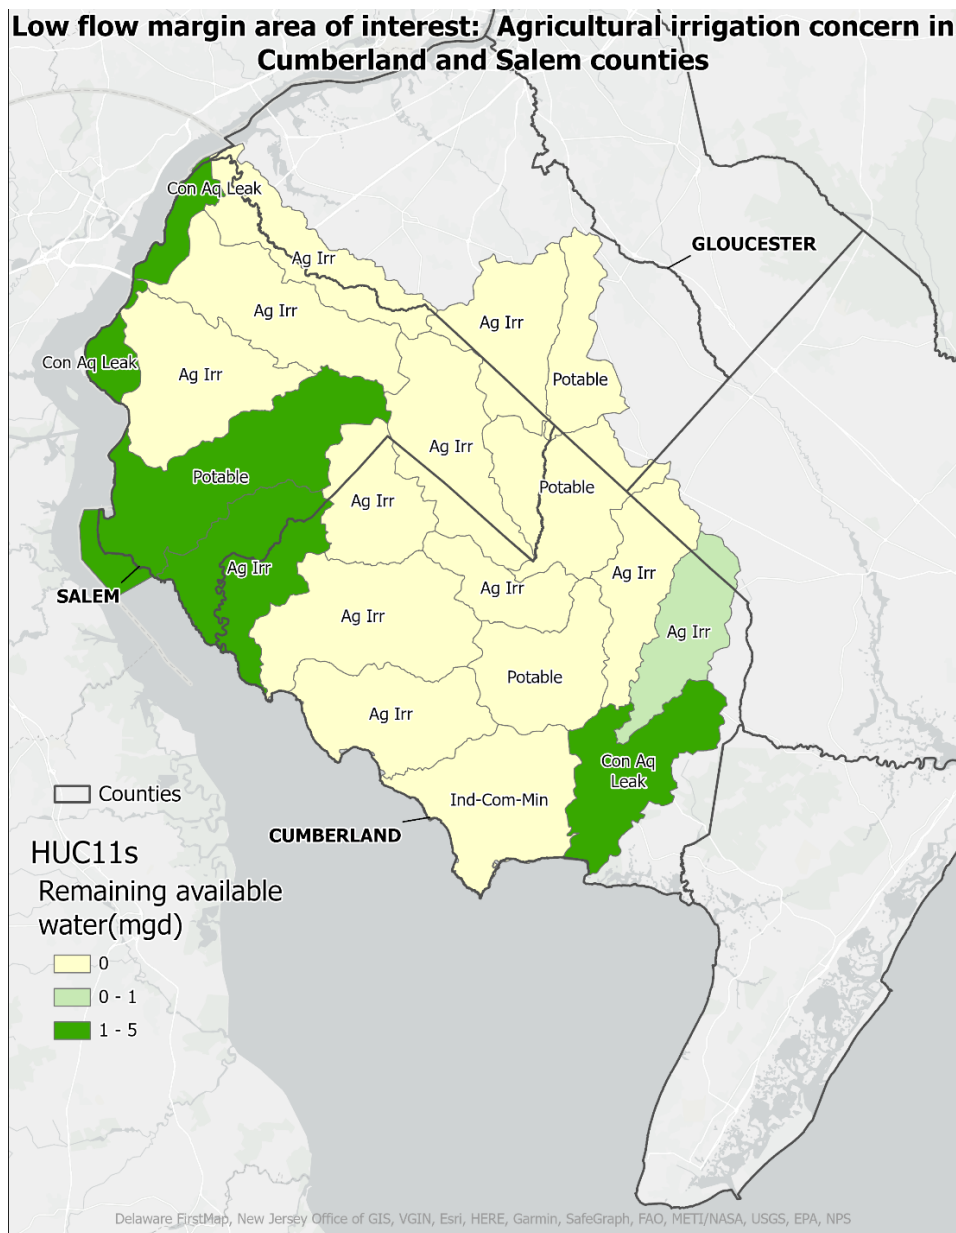 Low flow margin area of interest:  Agricultural irrigation concern in
Cumberland and Salem counties
Con Aq Leak
GLOUCESTER
Ag Irr
Ag Irr
Ag Irr
Con Aq Leak
Ag Irr
Potable
Ag Irr
Potable
Potable
Ag Irr
Ag Irr
Ag Irr
Ag Irr
SALEM
Ag Irr
Ag Irr
Potable
Ag Irr
Con Aq
Leak
Ind-Com-Min
CUMBERLAND
Counties
HUC11s
Remaining available
water(mgd)
0
0 - 1
1 - 5
Delaware FirstMap, New Jersey Office of GIS, VGIN, Esri, HERE, Garmin, SafeGraph, FAO, METI/NASA, USGS, EPA, NPS